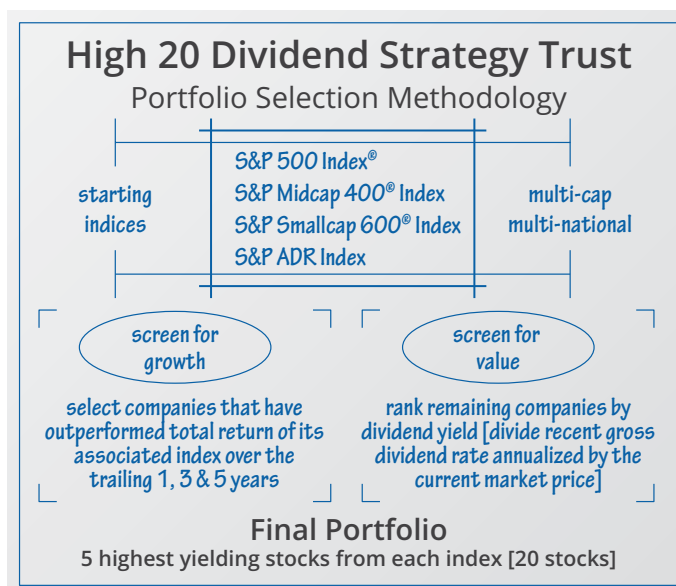 High 20 Dividend Strategy Trust
Portfolio Selection Methodology
starting
indices
S&P 500 Index®
S&P Midcap 400® Index
S&P Smallcap 600® Index
S&P ADR Index
multi-cap
multi-national
screen for
growth
select companies that have
outperformed total return of its
associated index over the
trailing 1, 3 & 5 years
screen for
value
rank remaining companies by
dividend yield [divide recent gross
dividend rate annualized by the
current market price]
Final Portfolio
5 highest yielding stocks from each index [20 stocks]